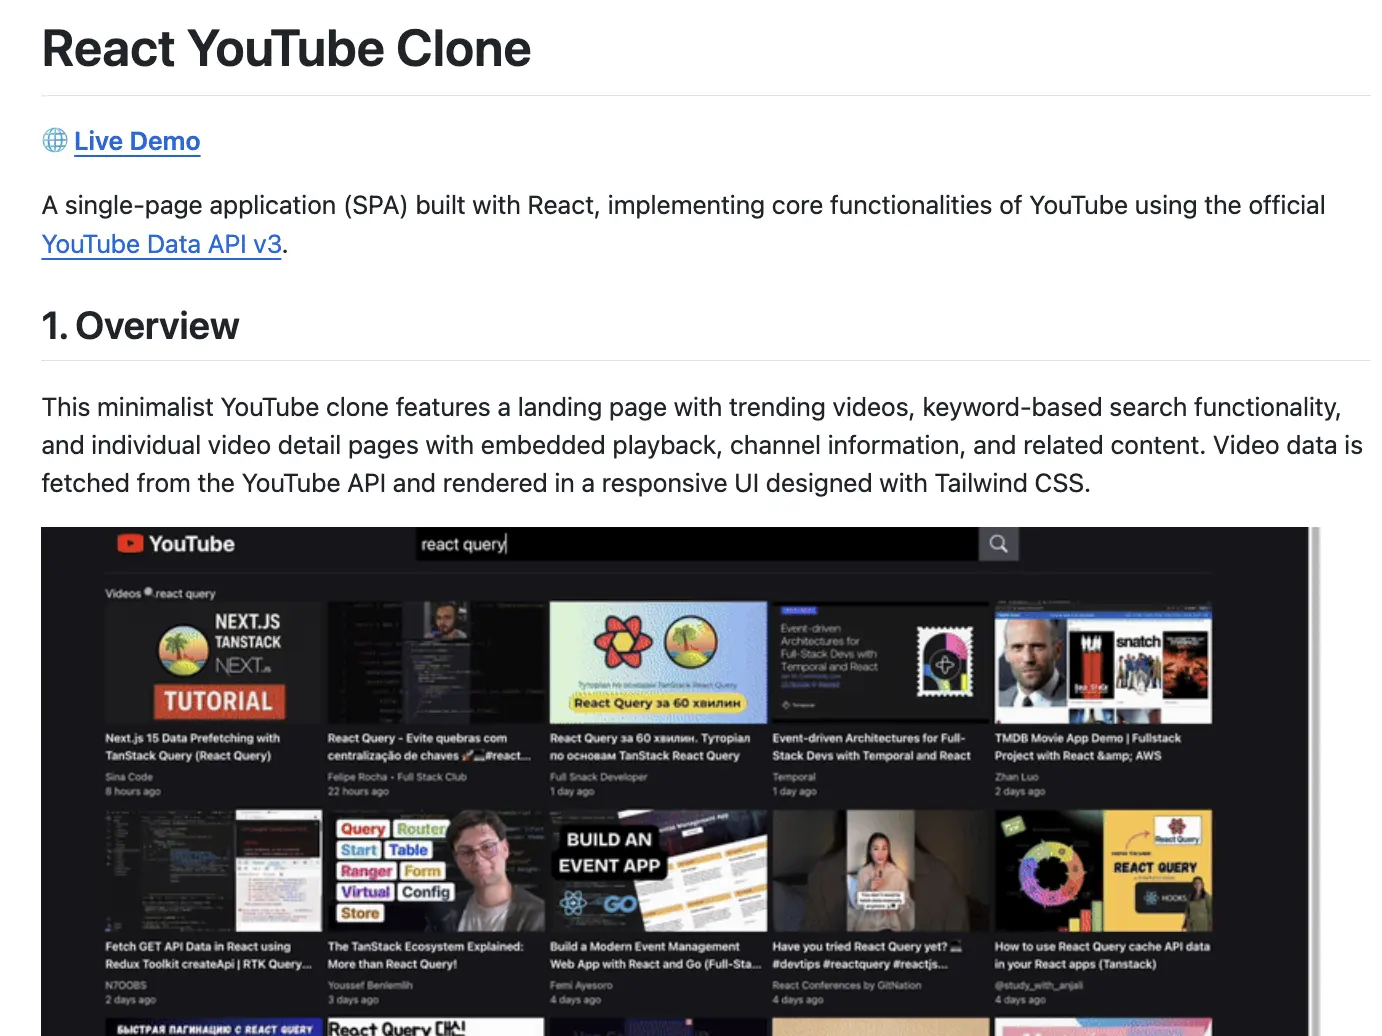 React YouTube Clone
Live Demo
A single-page application (SPA) built with React, implementing core functionalities of YouTube using the official
YouTube Data API v3.
1. Overview
This minimalist YouTube clone features a landing page with trending videos, keyword-based search functionality,
and individual video detail pages with embedded playback, channel information, and related content. Video data is
fetched from the YouTube API and rendered in a responsive UI designed with Tailwind CSS.
YouTube
react query
Videos react query
NEXT.JS
TANSTACK
NEXT.JS
TUTORIAL
Next.js 15 Data Prefetching with
TanStack Query (React Query)
Sina Code
8 hours ago
React Query - Evite quebras com
centralização de chaves 🚀💻#react...
Felipe Rocha • Full Stack Club
22 hours ago
Туторіал по основам TanStack React Query
React Query за 60 хвилин
React Query за 60 хвилин. Туторіал
по основам TanStack React Query
Full Snack Developer
1 day ago
Event-driven
Architectures for
Full-Stack Devs with
Temporal and React
Temporal
Event-driven Architectures for Full-
Stack Devs with Temporal and React
Temporal
1 day ago
snatch
TMDB Movie App Demo | Fullstack
Project with React &amp; AWS
Zhan Luo
2 days ago
Fetch GET API Data in React using
Redux Toolkit createApi | RTK Query...
N7OOBS
2 days ago
Query Router
Start Table
Ranger Form
Virtual Config
Store
The TanStack Ecosystem Explained:
More than React Query!
Youssef Benlemlih
3 days ago
BUILD AN
EVENT APP
GO
Build a Modern Event Management
Web App with React and Go (Full-Sta...
Femi Ayesoro
4 days ago
Have you tried React Query yet? 💻
#devtips #reactquery #reactjs...
React Conferences by GitNation
4 days ago
React Query
REACT QUERY
HOOKS
How to use React Query cache API data
in your React apps (Tanstack)
@study_with_anjali
4 days ago
БЫСТРАЯ ПАГИНАЦИЮ С REACT QUERY
React Query 대신